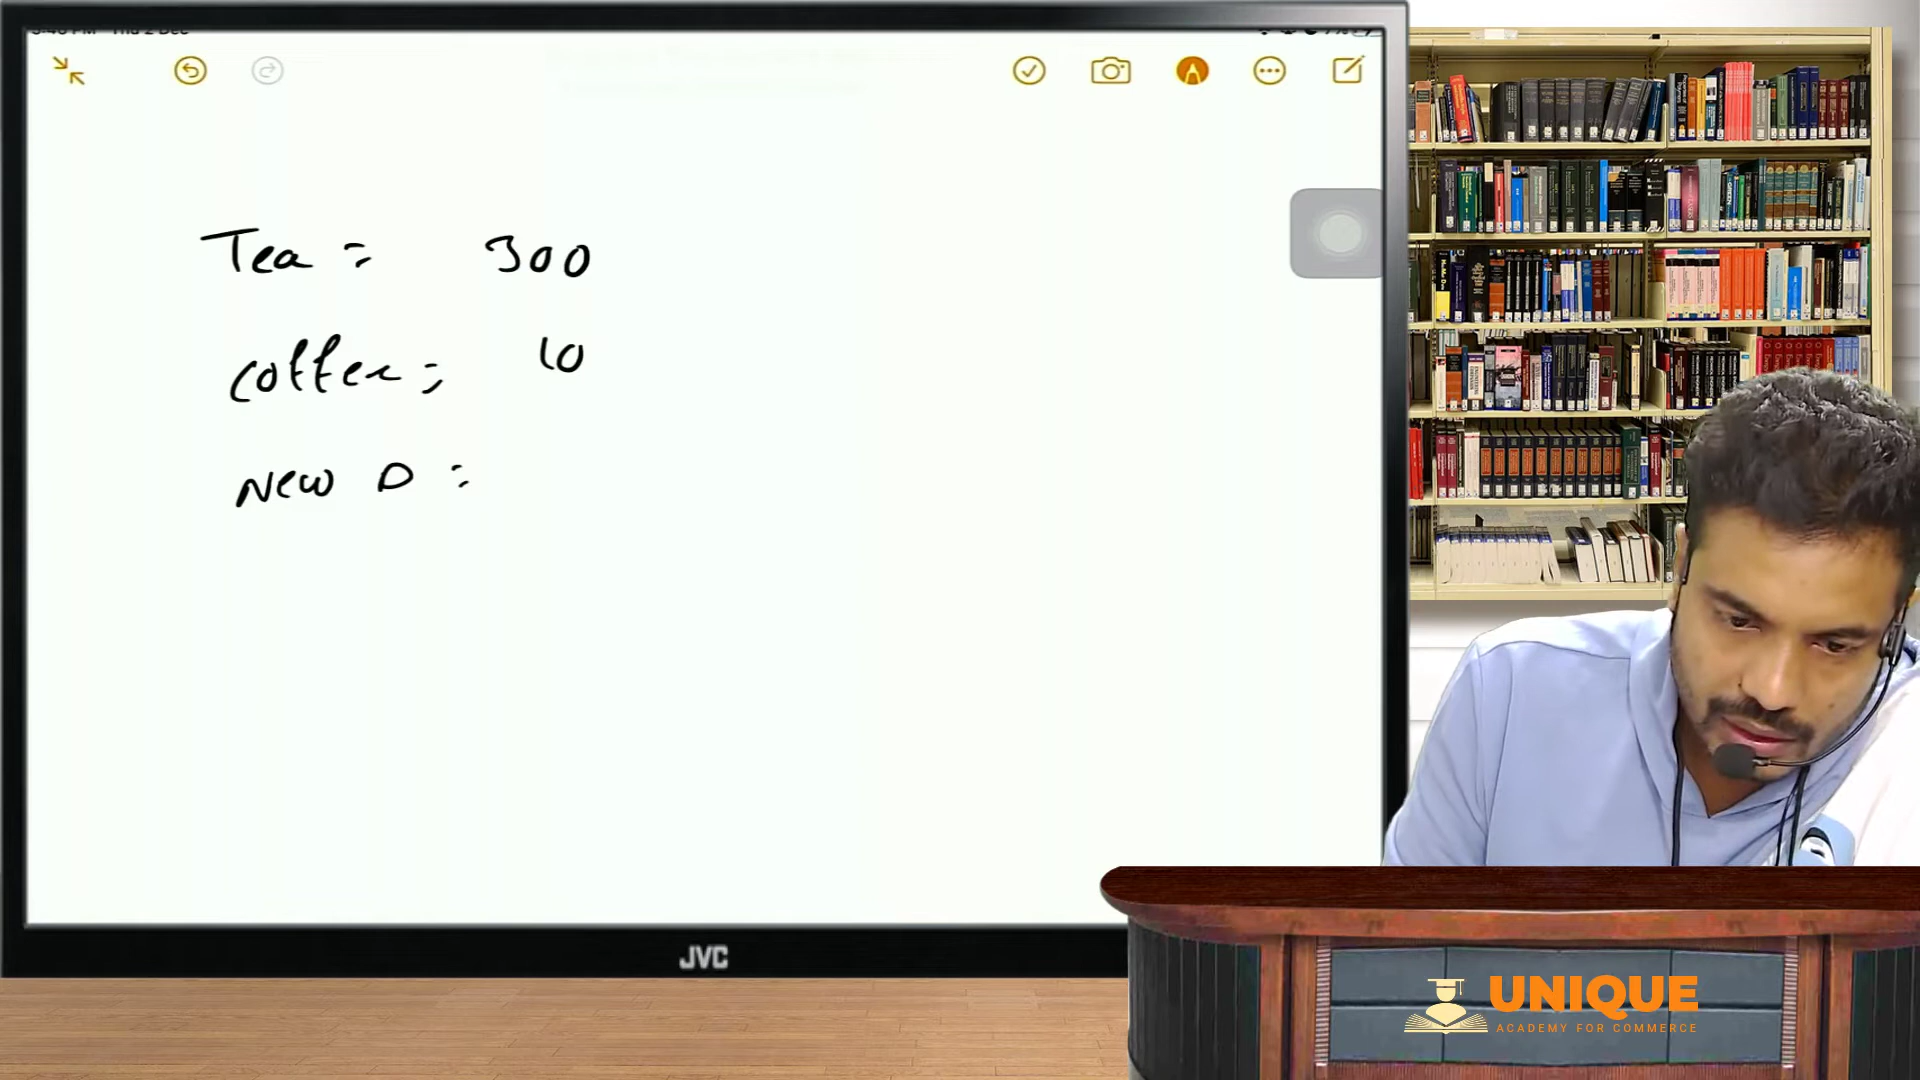 Tea = 300
coffee = 10
New D =
JVC
UNIQUE
ACADEMY FOR COMMERCE